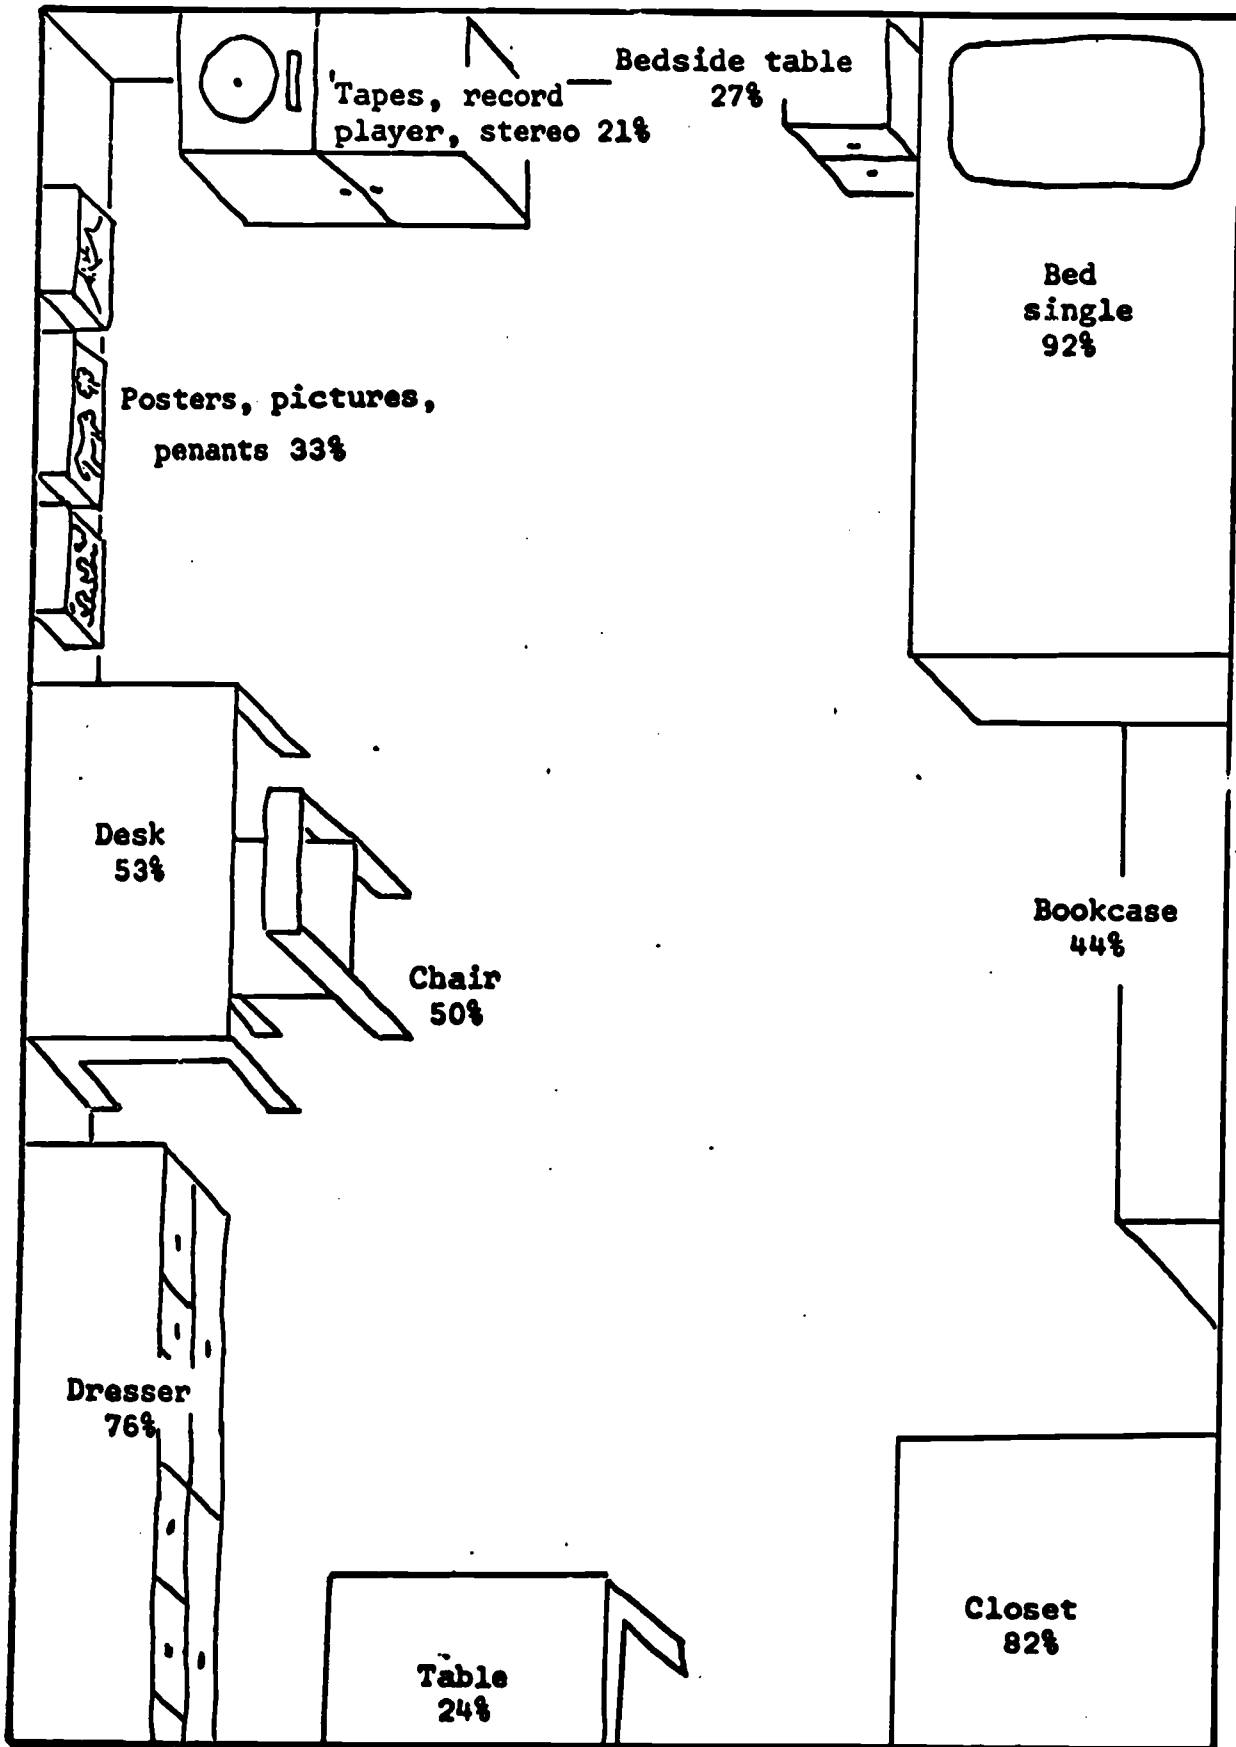 Bedside table
27%
Tapes, record
player, stereo 21%
Bed
single
92%
Posters, pictures,
penants 33%
Desk
53%
Bookcase
44%
Chair
50%
Dresser
76%
Closet
82%
Table
24%